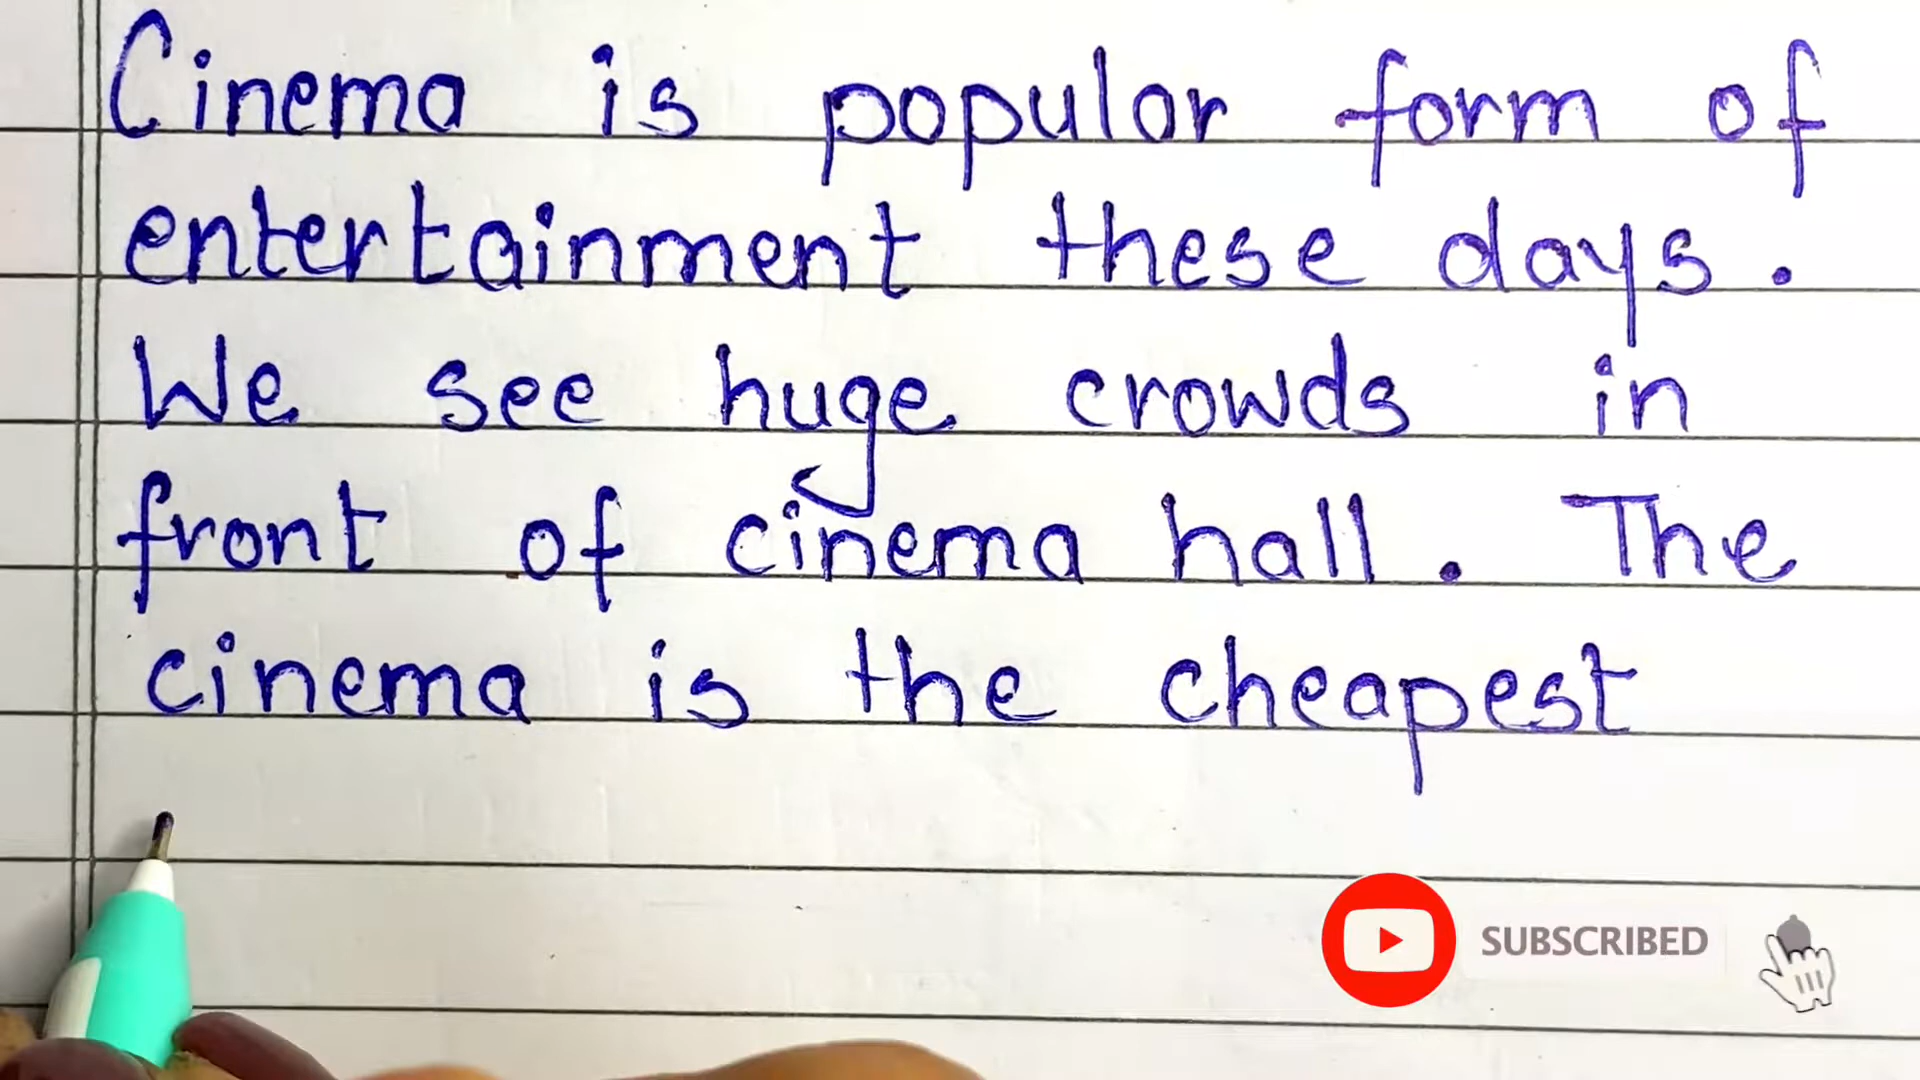 Cinema is popular form of
entertainment these days.
We see huge crowds in
front of cinema hall. The
cinema is the cheapest
SUBSCRIBED